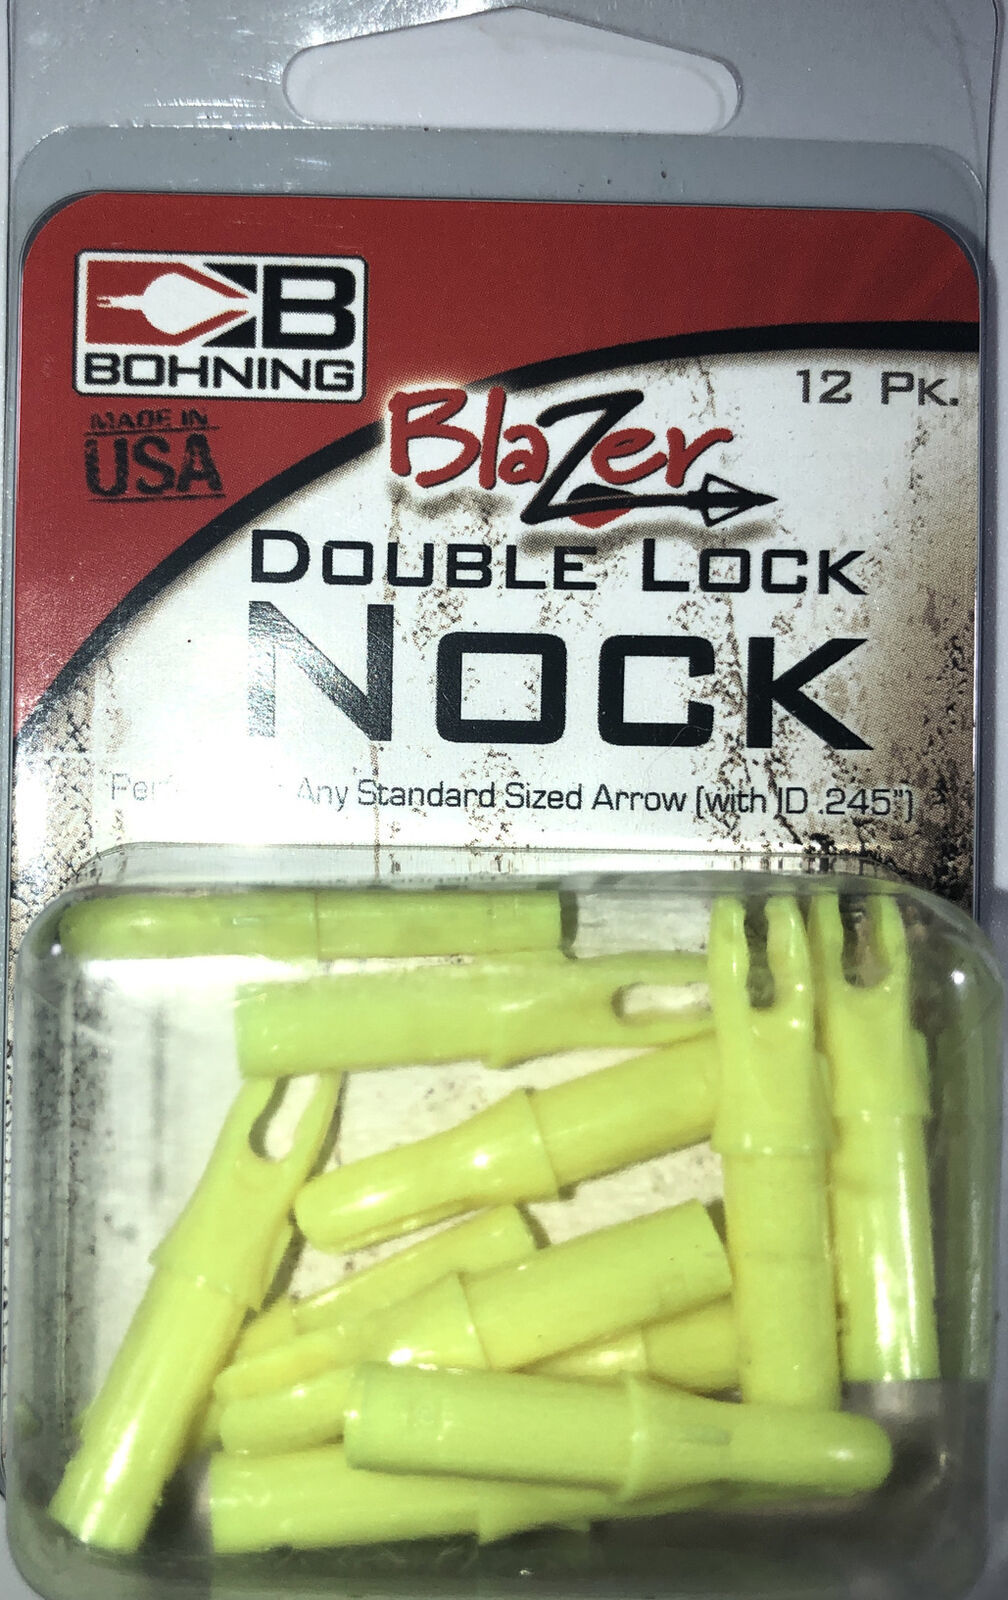 B
BOHNING
MADE IN
USA
12 PK.
BlaZer
DOUBLE LOCK
NOCK
Any Standard Sized Arrow (with ID .245")